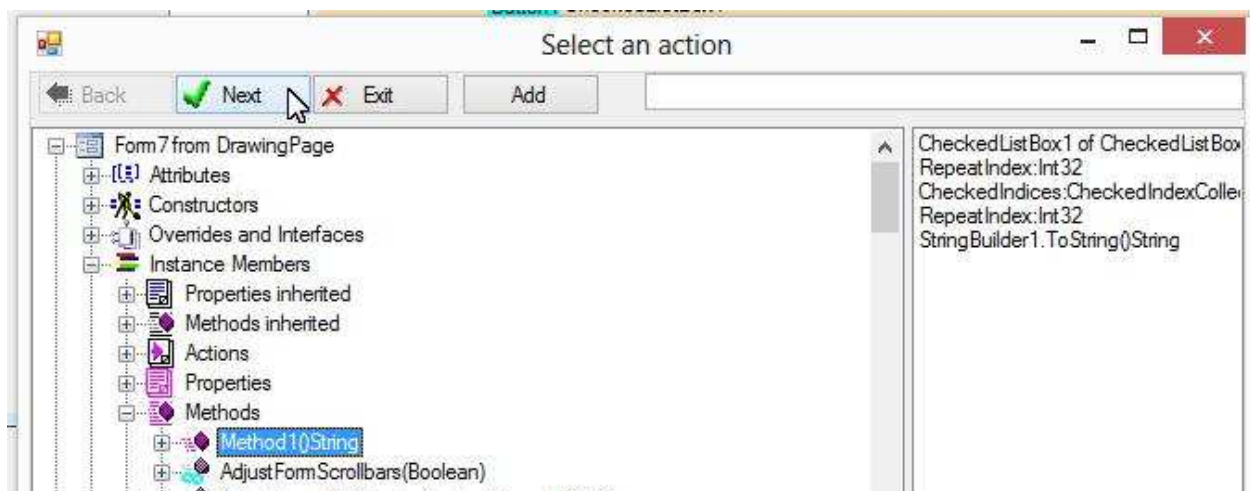 Select an action
Back Next Exit Add
Form7 from DrawingPage
Attributes
Constructors
Overrides and Interfaces
Instance Members
Properties inherited
Methods inherited
Actions
Properties
Methods
Method1()String
AdjustFormScrollbars(Boolean)
CheckedListBox1 of CheckedListBox
RepeatIndex:Int32
CheckedIndices:CheckedIndexColle
RepeatIndex:Int32
StringBuilder1.ToString()String